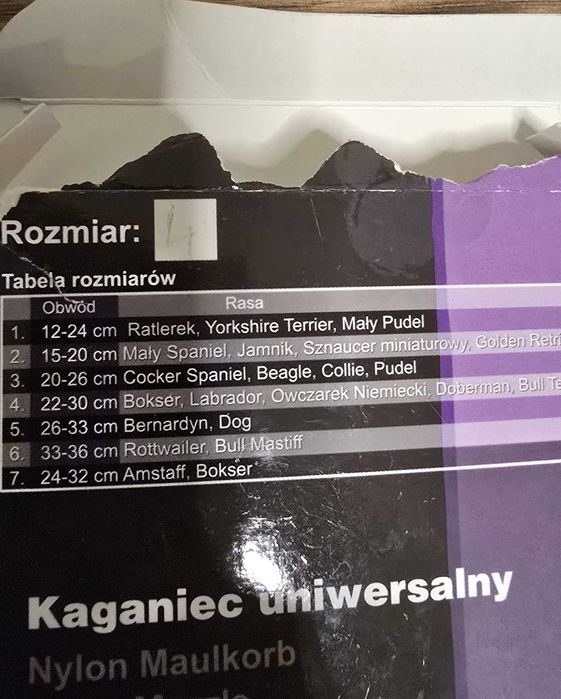 Rozmiar: 4
Tabela rozmiarów
Obwód Rasa
1. 12-24 cm Ratlerek, Yorkshire Terrier, Mały Pudel
2. 15-20 cm Mały Spaniel, Jamnik, Sznaucer miniaturowy, Golden Retri
3. 20-26 cm Cocker Spaniel, Beagle, Collie, Pudel
4. 22-30 cm Bokser, Labrador, Owczarek Niemiecki, Doberman, Bull Te
5. 26-33 cm Bernardyn, Dog
6. 33-36 cm Rottwailer, Bull Mastiff
7. 24-32 cm Amstaff, Bokser
Kaganiec uniwersalny
Nylon Maulkorb